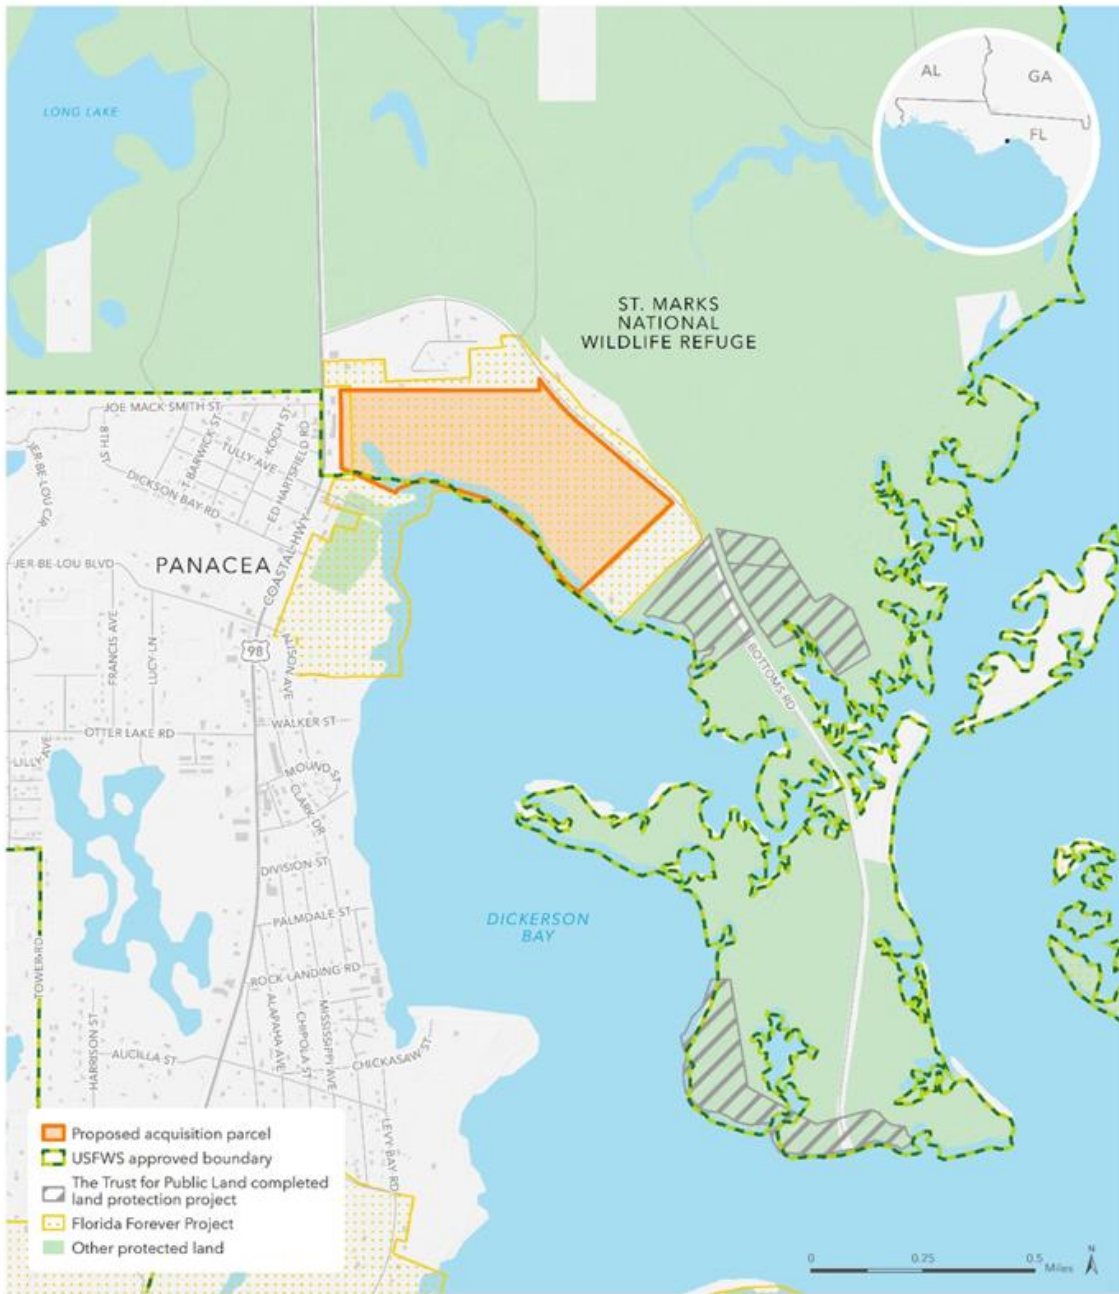 LONG LAKE
AL
GA
FL
ST. MARKS
NATIONAL
WILDLIFE REFUGE
JOE MACK SMITH ST
8TH ST
T BARWICK ST
KOCH ST
TULLY AVE
ED HARTSFIELD RD
JER-BE-LOU CIR
DICKSON BAY RD
COASTAL HWY
PANACEA
JER-BE-LOU BLVD
FRANCIS AVE
LUCY LN
98
ALISON AVE
BOTTOMS RD
WALKER ST
OTTER LAKE RD
LILLY AVE
MOUND ST
CLARK DR
DIVISION ST
PALMDALE ST
DICKERSON
BAY
TOWER RD
ROCK LANDING RD
HARRISON ST
ALAPAHA AVE
CHIPOLA ST
MISSISSIPPI AVE
AUCILLA ST
CHICKASAW ST
LEVY BAY RD
Proposed acquisition parcel
USFWS approved boundary
The Trust for Public Land completed
land protection project
Florida Forever Project
Other protected land
0 0.25 0.5
Miles
N